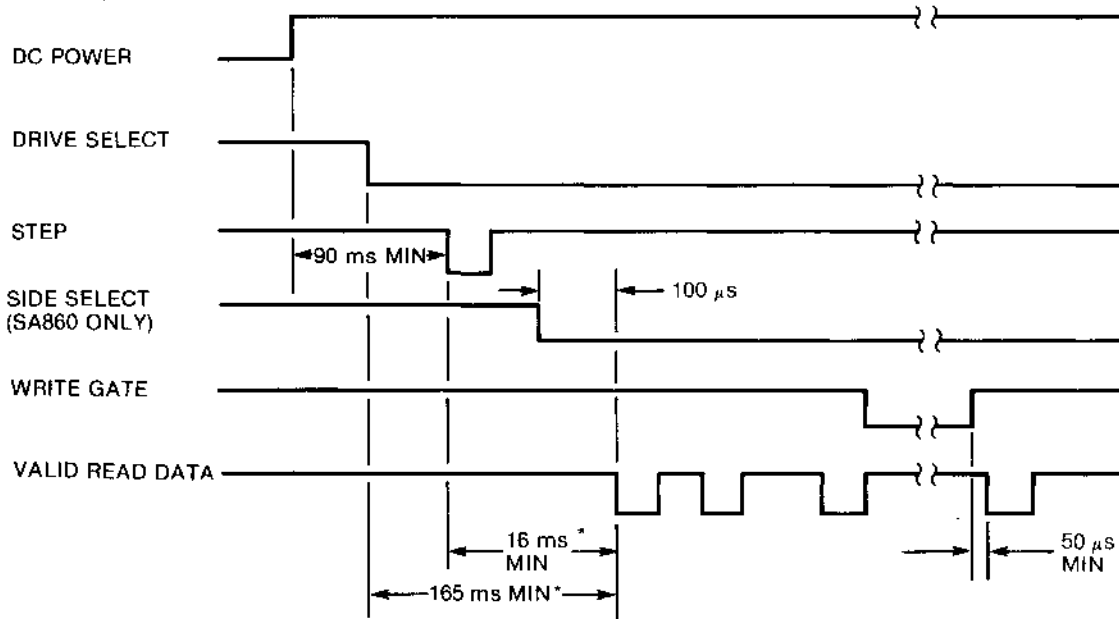 DC POWER
DRIVE SELECT
STEP
90 ms MIN
SIDE SELECT
(SA860 ONLY)
100 μs
WRITE GATE
VALID READ DATA
16 ms*
MIN
50 μs
MIN
165 ms MIN*